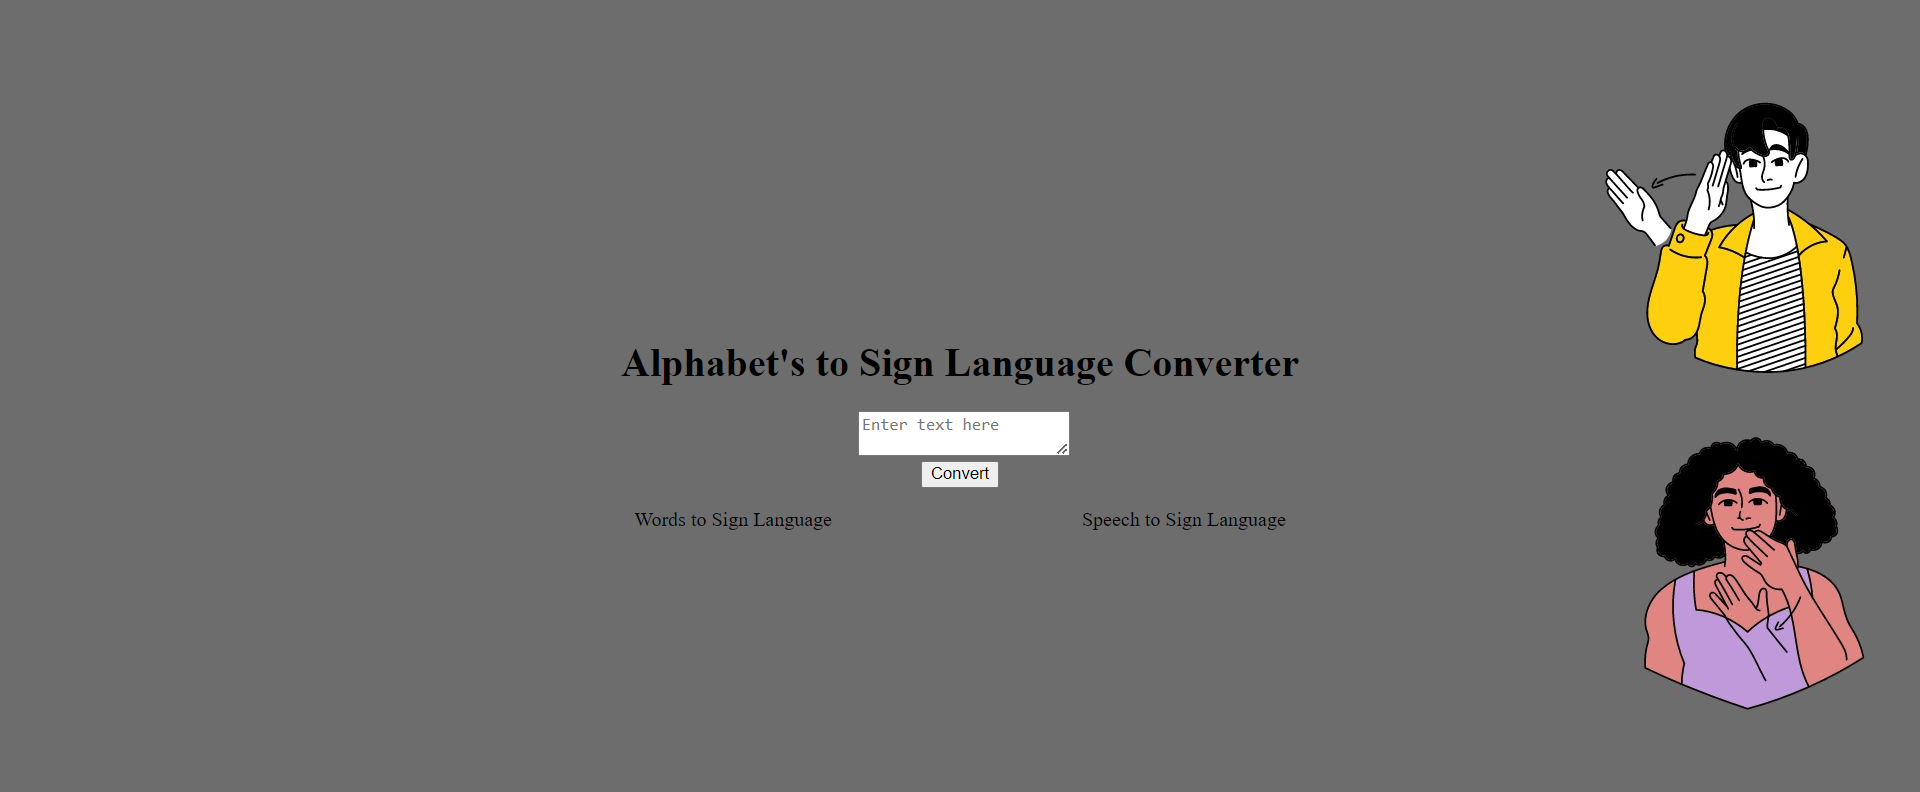 Alphabet's to Sign Language Converter
Enter text here
Convert
Words to Sign Language
Speech to Sign Language